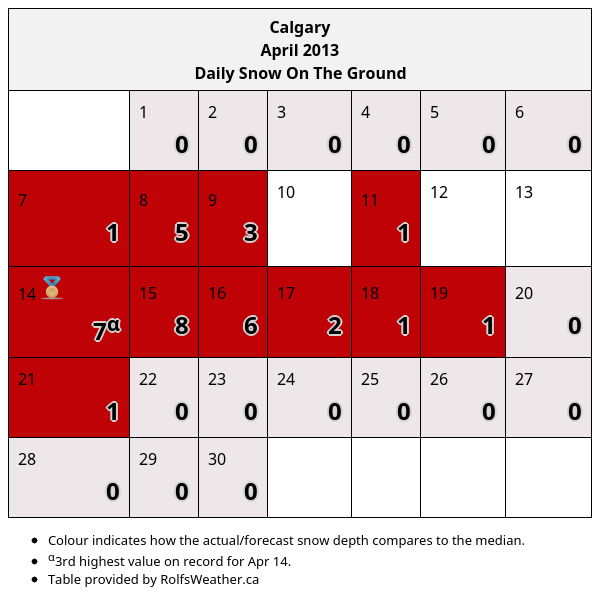 Calgary
April 2013
Daily Snow On The Ground
1 2 3 4 5 6
0 0 0 0 0 0
7 8 9 10 11 12 13
1 5 3 1
14 15 16 17 18 19 20
7α 8 6 2 1 1 0
21 22 23 24 25 26 27
1 0 0 0 0 0 0
28 29 30
0 0 0
Colour indicates how the actual/forecast snow depth compares to the median.
α3rd highest value on record for Apr 14.
Table provided by RolfsWeather.ca